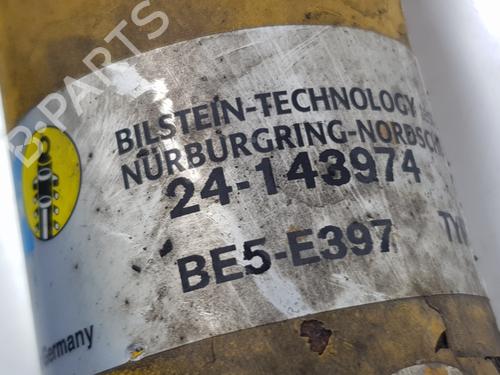 B-PARTS
BILSTEIN-TECHNOLOGY
NÜRBURGRING-NORDSCH
24-143974
BE5-E397
Germany